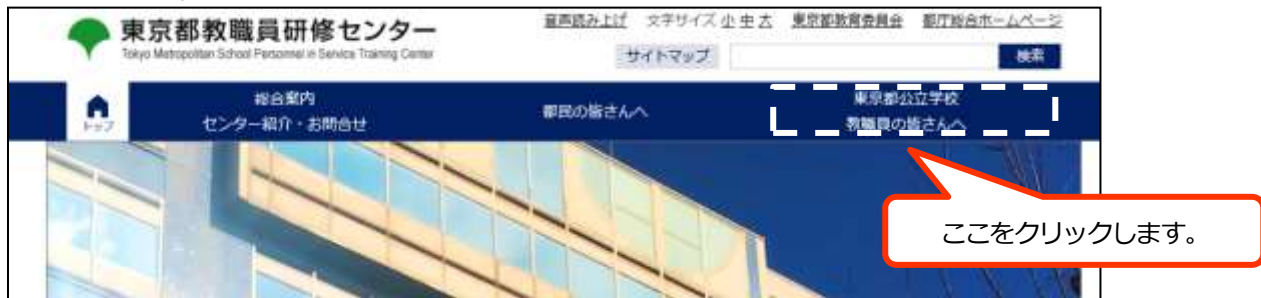 東京都教職員研修センター
Tokyo Metropolitan School Personnel in Service Training Center
音声読み上げ 文字サイズ 小 中 大 東京都教育委員会 都庁総合ホームページ
サイトマップ 検索
トップ
総合案内
センター紹介・お問合せ
都民の皆さんへ
東京都公立学校
教職員の皆さんへ
ここをクリックします。